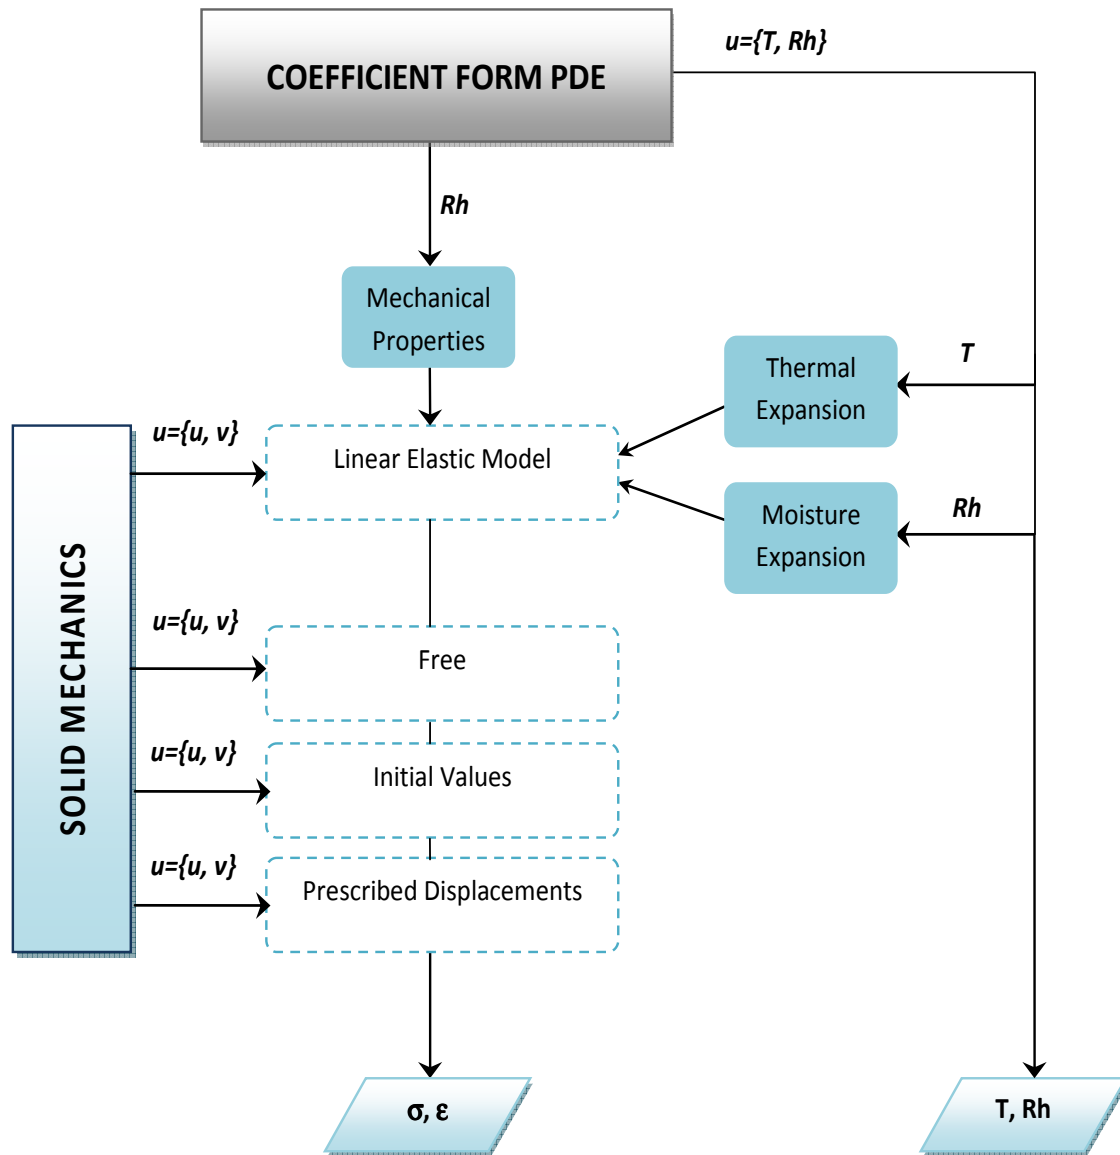 u={T, Rh}
COEFFICIENT FORM PDE
Rh
Mechanical
Properties
Thermal
Expansion
T
u={u, v}
Linear Elastic Model
Moisture
Expansion
Rh
SOLID MECHANICS
u={u, v}
Free
u={u, v}
Initial Values
u={u, v}
Prescribed Displacements
σ, ε
T, Rh